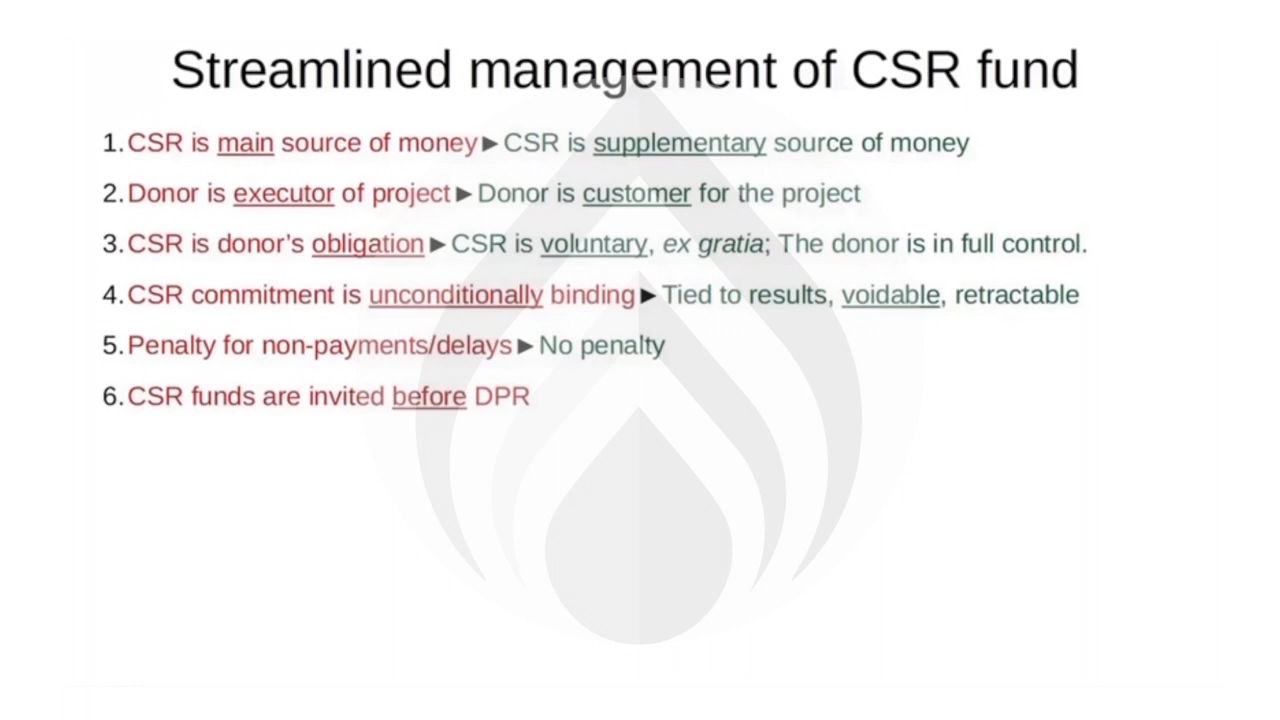 Streamlined management of CSR fund
1. CSR is main source of money ► CSR is supplementary source of money
2. Donor is executor of project ► Donor is customer for the project
3. CSR is donor’s obligation ► CSR is voluntary, ex gratia; The donor is in full control.
4. CSR commitment is unconditionally binding ► Tied to results, voidable, retractable
5. Penalty for non-payments/delays ► No penalty
6. CSR funds are invited before DPR